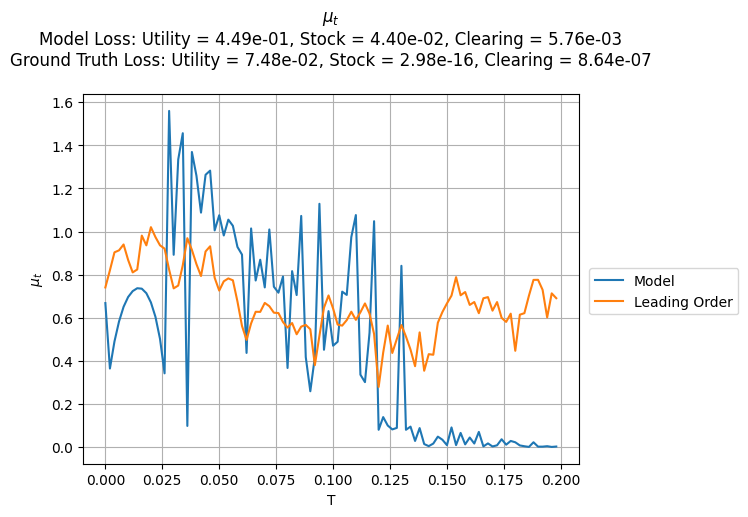 μt
Model Loss: Utility = 4.49e-01, Stock = 4.40e-02, Clearing = 5.76e-03
Ground Truth Loss: Utility = 7.48e-02, Stock = 2.98e-16, Clearing = 8.64e-07
1.6
1.4
1.2
1.0
0.8
0.6
0.4
0.2
0.0
μt
0.000 0.025 0.050 0.075 0.100 0.125 0.150 0.175 0.200
T
Model
Leading Order